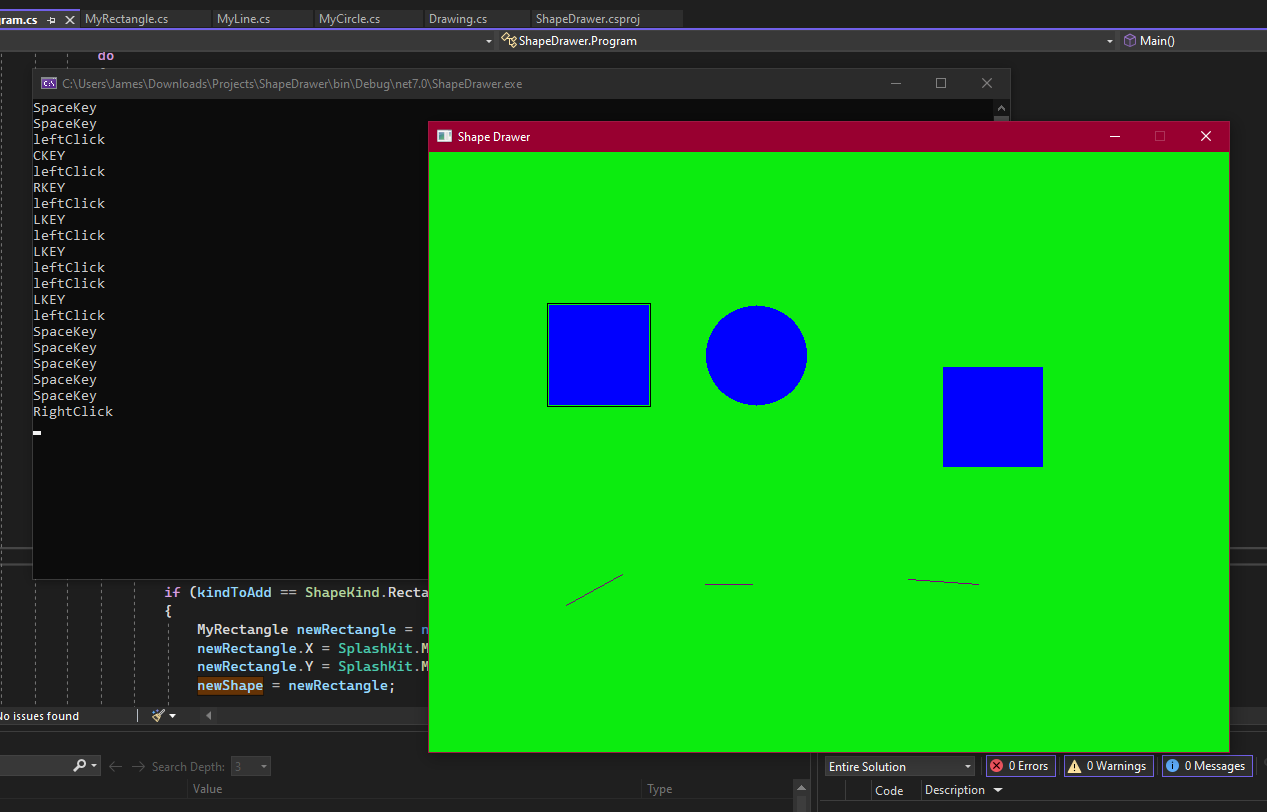 ram.cs MyRectangle.cs MyLine.cs MyCircle.cs Drawing.cs ShapeDrawer.csproj
ShapeDrawer.Program Main()
do
C:\Users\James\Downloads\Projects\ShapeDrawer\bin\Debug\net7.0\ShapeDrawer.exe
SpaceKey
SpaceKey
leftClick
CKEY
leftClick
RKEY
leftClick
LKEY
leftClick
LKEY
leftClick
leftClick
LKEY
leftClick
SpaceKey
SpaceKey
SpaceKey
SpaceKey
SpaceKey
RightClick
Shape Drawer
if (kindToAdd == ShapeKind.Recta
{
MyRectangle newRectangle = n
newRectangle.X = SplashKit.M
newRectangle.Y = SplashKit.M
newShape = newRectangle;
No issues found
Search Depth: 3
Value Type
Entire Solution 0 Errors 0 Warnings 0 Messages
Code Description